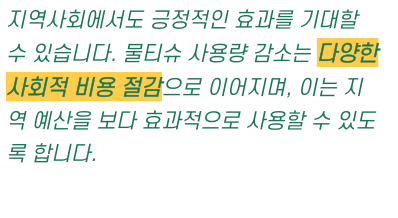 지역사회에서도 긍정적인 효과를 기대할
수 있습니다. 물티슈 사용량 감소는 다양한
사회적 비용 절감으로 이어지며, 이는 지
역 예산을 보다 효과적으로 사용할 수 있도
록 합니다.